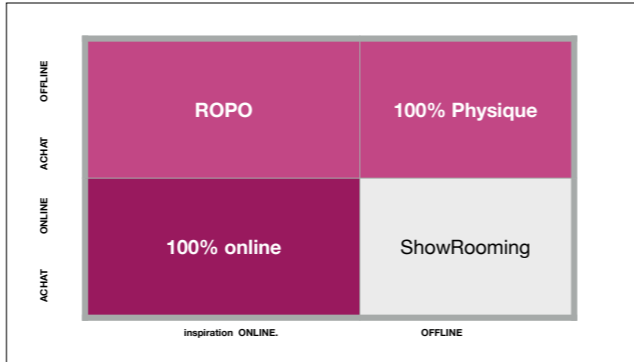 OFFLINE
ACHAT
ROPO
100% Physique
ONLINE
ACHAT
100% online
ShowRooming
inspiration ONLINE.
OFFLINE